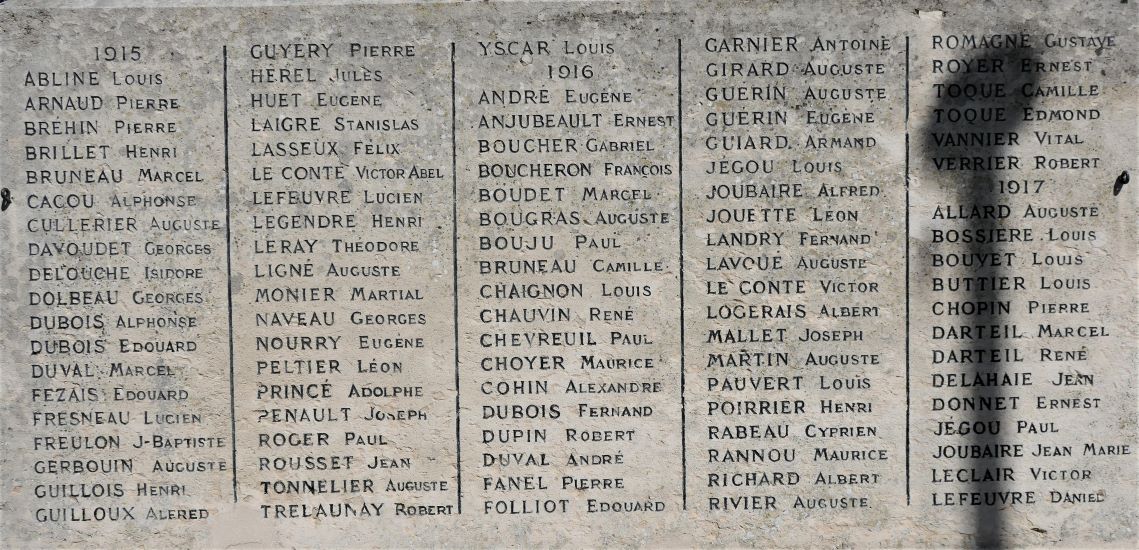 1915
ABLINE LOUIS
ARNAUD PIERRE
BRÉHIN PIERRE
BRILLET HENRI
BRUNEAU MARCEL
CACOU ALPHONSE
CULLERIER AUGUSTE
DAVOUDET GEORGES
DELOUCHE ISIDORE
DOLBEAU GEORGES
DUBOIS ALPHONSE
DUBOIS EDOUARD
DUVAL MARCEL
FEZAIS EDOUARD
FRESNEAU LUCIEN
FREULON J-BAPTISTE
GERBOUIN AUGUSTE
GUILLOIS HENRI
GUILLOUX ALFRED
GUYERY PIERRE
HEREL JULES
HUET EUGÈNE
LAIGRE STANISLAS
LASSEUX FÉLIX
LE CONTE VICTOR ABEL
LEFEUVRE LUCIEN
LEGENDRE HENRI
LERAY THÉODORE
LIGNÉ AUGUSTE
MONIER MARTIAL
NAVEAU GEORGES
NOURRY EUGÈNE
PELTIER LÉON
PRINCÉ ADOLPHE
RENAULT JOSEPH
ROGER PAUL
ROUSSET JEAN
TONNELIER AUGUSTE
TRELAUNAY ROBERT
YSCAR LOUIS
1916
ANDRÉ EUGÈNE
ANJUBEAULT ERNEST
BOUCHER GABRIEL
BOUCHERON FRANÇOIS
BOUDET MARCEL
BOUGRAS AUGUSTE
BOUJU PAUL
BRUNEAU CAMILLE
CHAIGNON LOUIS
CHAUVIN RENÉ
CHEVREUIL PAUL
CHOYER MAURICE
COHIN ALEXANDRE
DUBOIS FERNAND
DUPIN ROBERT
DUVAL ANDRÉ
FANEL PIERRE
FOLLIOT EDOUARD
GARNIER ANTOINE
GIRARD AUGUSTE
GUÉRIN AUGUSTE
GUÉRIN EUGÈNE
GUIARD ARMAND
JÉGOU LOUIS
JOUBAIRE ALFRED
JOUETTE LÉON
LANDRY FERNAND
LAVOUÉ AUGUSTE
LE CONTE VICTOR
LOGERAIS ALBERT
MALLET JOSEPH
MARTIN AUGUSTE
PAUVERT LOUIS
POIRRIER HENRI
RABEAU CYPRIEN
RANNOU MAURICE
RICHARD ALBERT
RIVIER AUGUSTE
ROMAGNÉ GUSTAVE
ROYER ERNEST
TOQUE CAMILLE
TOQUE EDMOND
VANNIER VITAL
VERRIER ROBERT
1917
ALLARD AUGUSTE
BOSSIÈRE LOUIS
BOUVET LOUIS
BUTTIER LOUIS
CHOPIN PIERRE
DARTEIL MARCEL
DARTEIL RENÉ
DELAHAIE JEAN
DONNET ERNEST
JÉGOU PAUL
JOUBAIRE JEAN MARIE
LECLAIR VICTOR
LEFEUVRE DANIEL